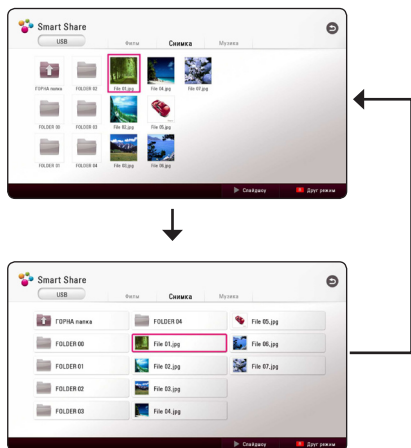 Smart Share
USB
Филм Снимка Музика
ГОРНА папка FOLDER 02 File 01.jpg File 04.jpg File 07.jpg
FOLDER 00 FOLDER 03 File 02.jpg File 05.jpg
FOLDER 01 FOLDER 04 File 03.jpg File 06.jpg
Слайдшоу Друг режим
Smart Share
USB
Филм Снимка Музика
ГОРНА папка FOLDER 04 File 05.jpg
FOLDER 00 File 01.jpg File 06.jpg
FOLDER 01 File 02.jpg File 07.jpg
FOLDER 02 File 03.jpg
FOLDER 03 File 04.jpg
Слайдшоу Друг режим